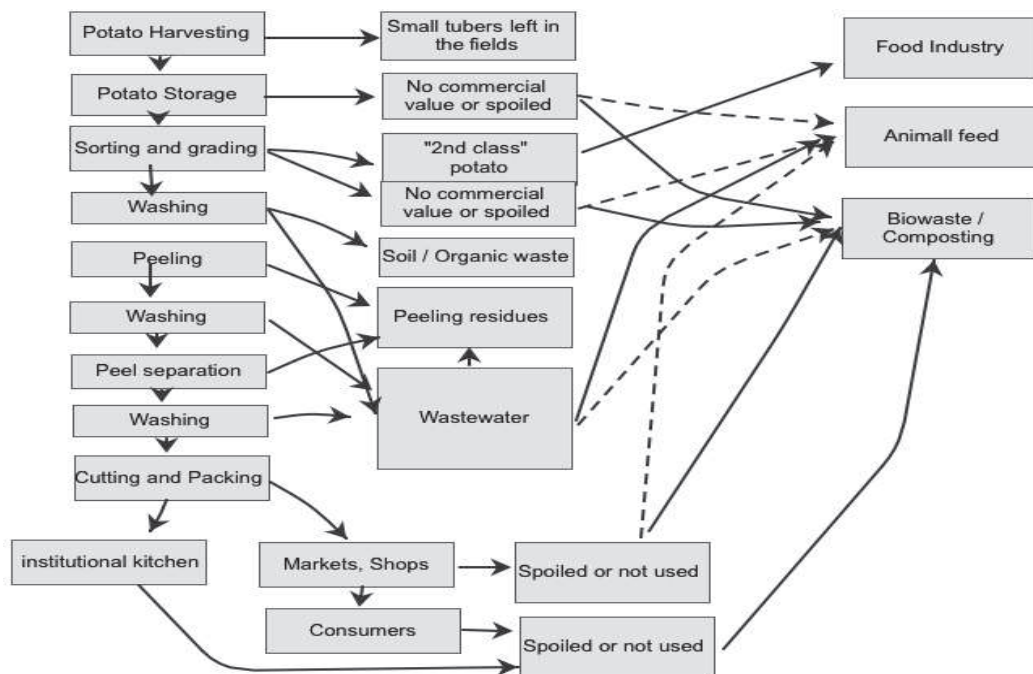 Potato Harvesting
Small tubers left in
the fields
Food Industry
Potato Storage
No commercial
value or spoiled
Animall feed
Sorting and grading
"2nd class"
potato
No commercial
value or spoiled
Washing
Biowaste /
Composting
Soil / Organic waste
Peeling
Washing
Peeling residues
Peel separation
Washing
Wastewater
Cutting and Packing
institutional kitchen
Markets, Shops
Spoiled or not used
Consumers
Spoiled or not used